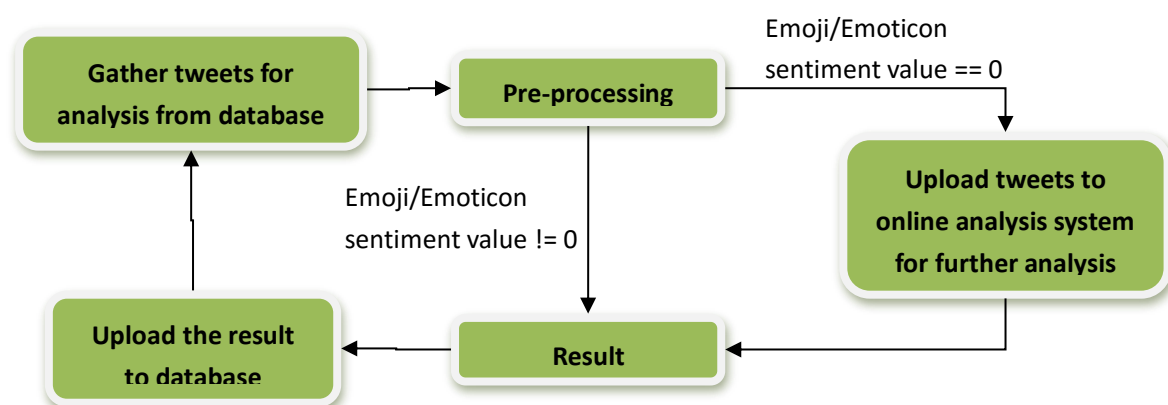 Emoji/Emoticon
sentiment value == 0
Gather tweets for
analysis from database
Pre-processing
Upload tweets to
online analysis system
for further analysis
Emoji/Emoticon
sentiment value != 0
Upload the result
to database
Result